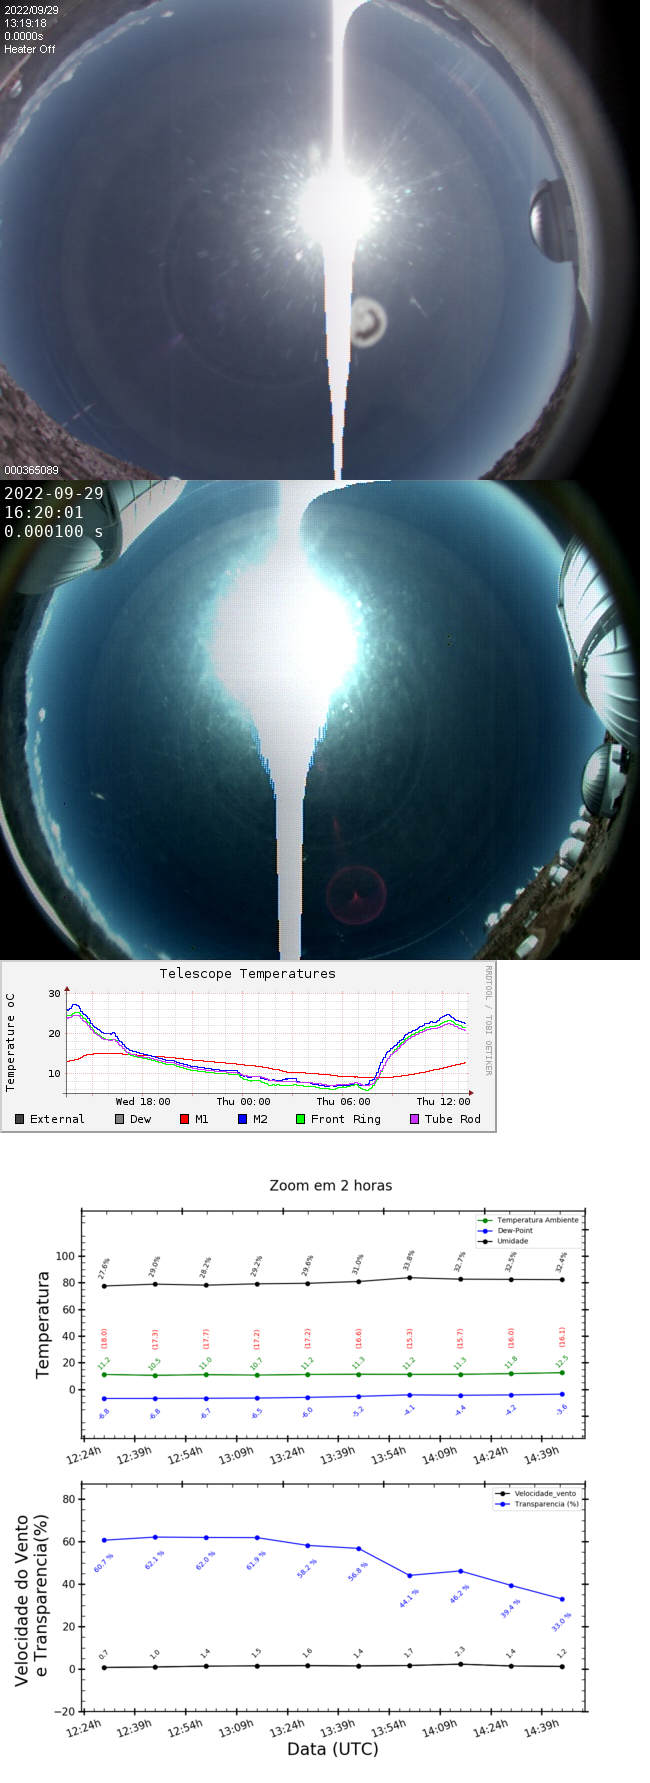 2022/09/29
13:19:18
0.0000s
Heater Off
000365089
2022-09-29
16:20:01
0.000100 s
Telescope Temperatures
RRDTOOL / TOBI OETIKER
Temperature oC
30
20
10
Wed 18:00 Thu 00:00 Thu 06:00 Thu 12:00
External Dew M1 M2 Front Ring Tube Rod
Zoom em 2 horas
Temperatura Ambiente
Dew-Point
Umidade
Temperatura
100
80
60
40
20
0
27.6% 29.0% 28.2% 29.2% 29.6% 31.0% 33.8% 32.7% 32.5% 32.4%
(18.0) (17.3) (17.7) (17.2) (17.2) (16.6) (15.3) (15.7) (16.0) (16.1)
11.2 10.5 11.0 10.7 11.2 11.3 11.2 11.3 11.8 12.5
-6.8 -6.8 -6.7 -6.5 -6.0 -5.2 -4.1 -4.4 -4.2 -3.6
12:24h 12:39h 12:54h 13:09h 13:24h 13:39h 13:54h 14:09h 14:24h 14:39h
Velocidade_vento
Transparencia (%)
Velocidade do Vento
e Transparencia(%)
80
60
40
20
0
−20
60.7 % 62.1 % 62.0 % 61.9 % 58.2 % 56.8 % 44.1 % 46.2 % 39.4 % 33.0 %
0.7 1.0 1.4 1.5 1.6 1.4 1.7 2.3 1.4 1.2
12:24h 12:39h 12:54h 13:09h 13:24h 13:39h 13:54h 14:09h 14:24h 14:39h
Data (UTC)